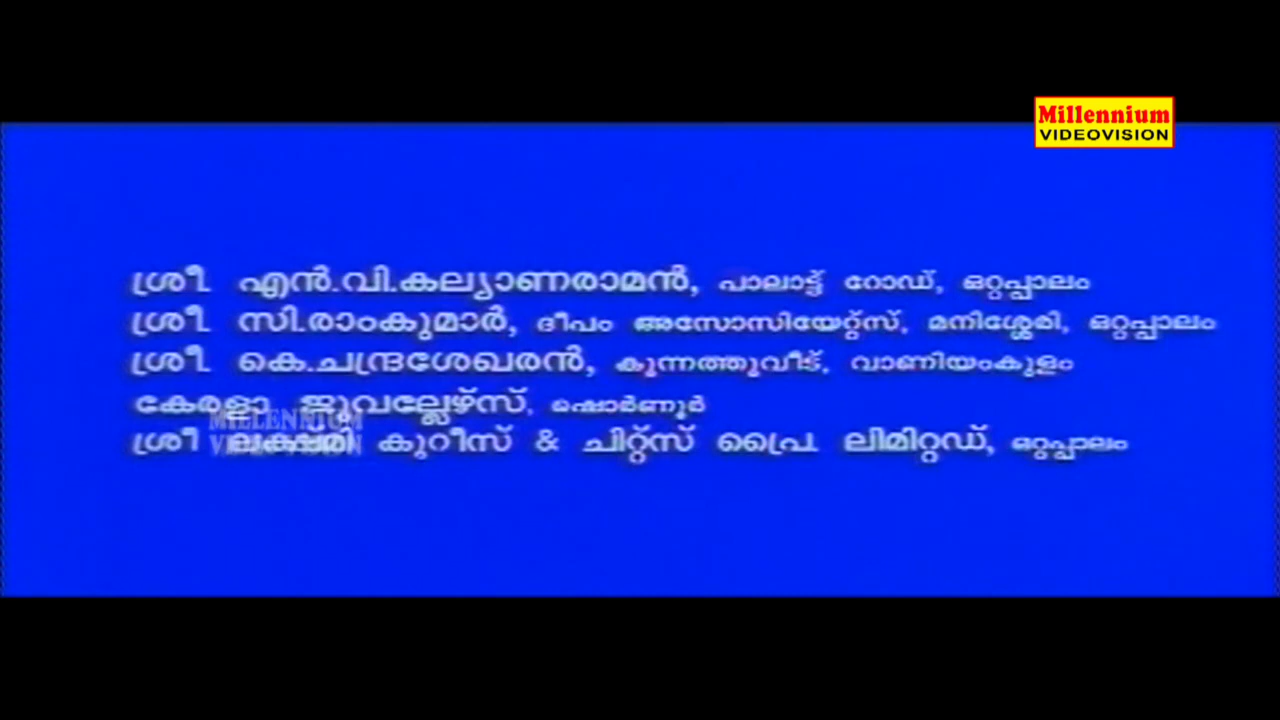 Millennium
VIDEOVISION
ശ്രീ. എൻ.വി.കല്യാണരാമൻ, പാലാട്ട് റോഡ്, ഒറ്റപ്പാലം
ശ്രീ. സി.രാംകുമാർ, ദീപം അസോസിയേറ്റ്സ്, മനിശ്ശേരി, ഒറ്റപ്പാലം
ശ്രീ. കെ.ചന്ദ്രശേഖരൻ, കുന്നത്തുവീട്, വാണിയംകുളം
കേരളാ ജുവല്ലേഴ്സ്, ഷൊർണൂർ
MILLENNIUM
ശ്രീ ലക്ഷ്മി കുറീസ് & ചിറ്റ്സ് പ്രൈ. ലിമിറ്റഡ്, ഒറ്റപ്പാലം